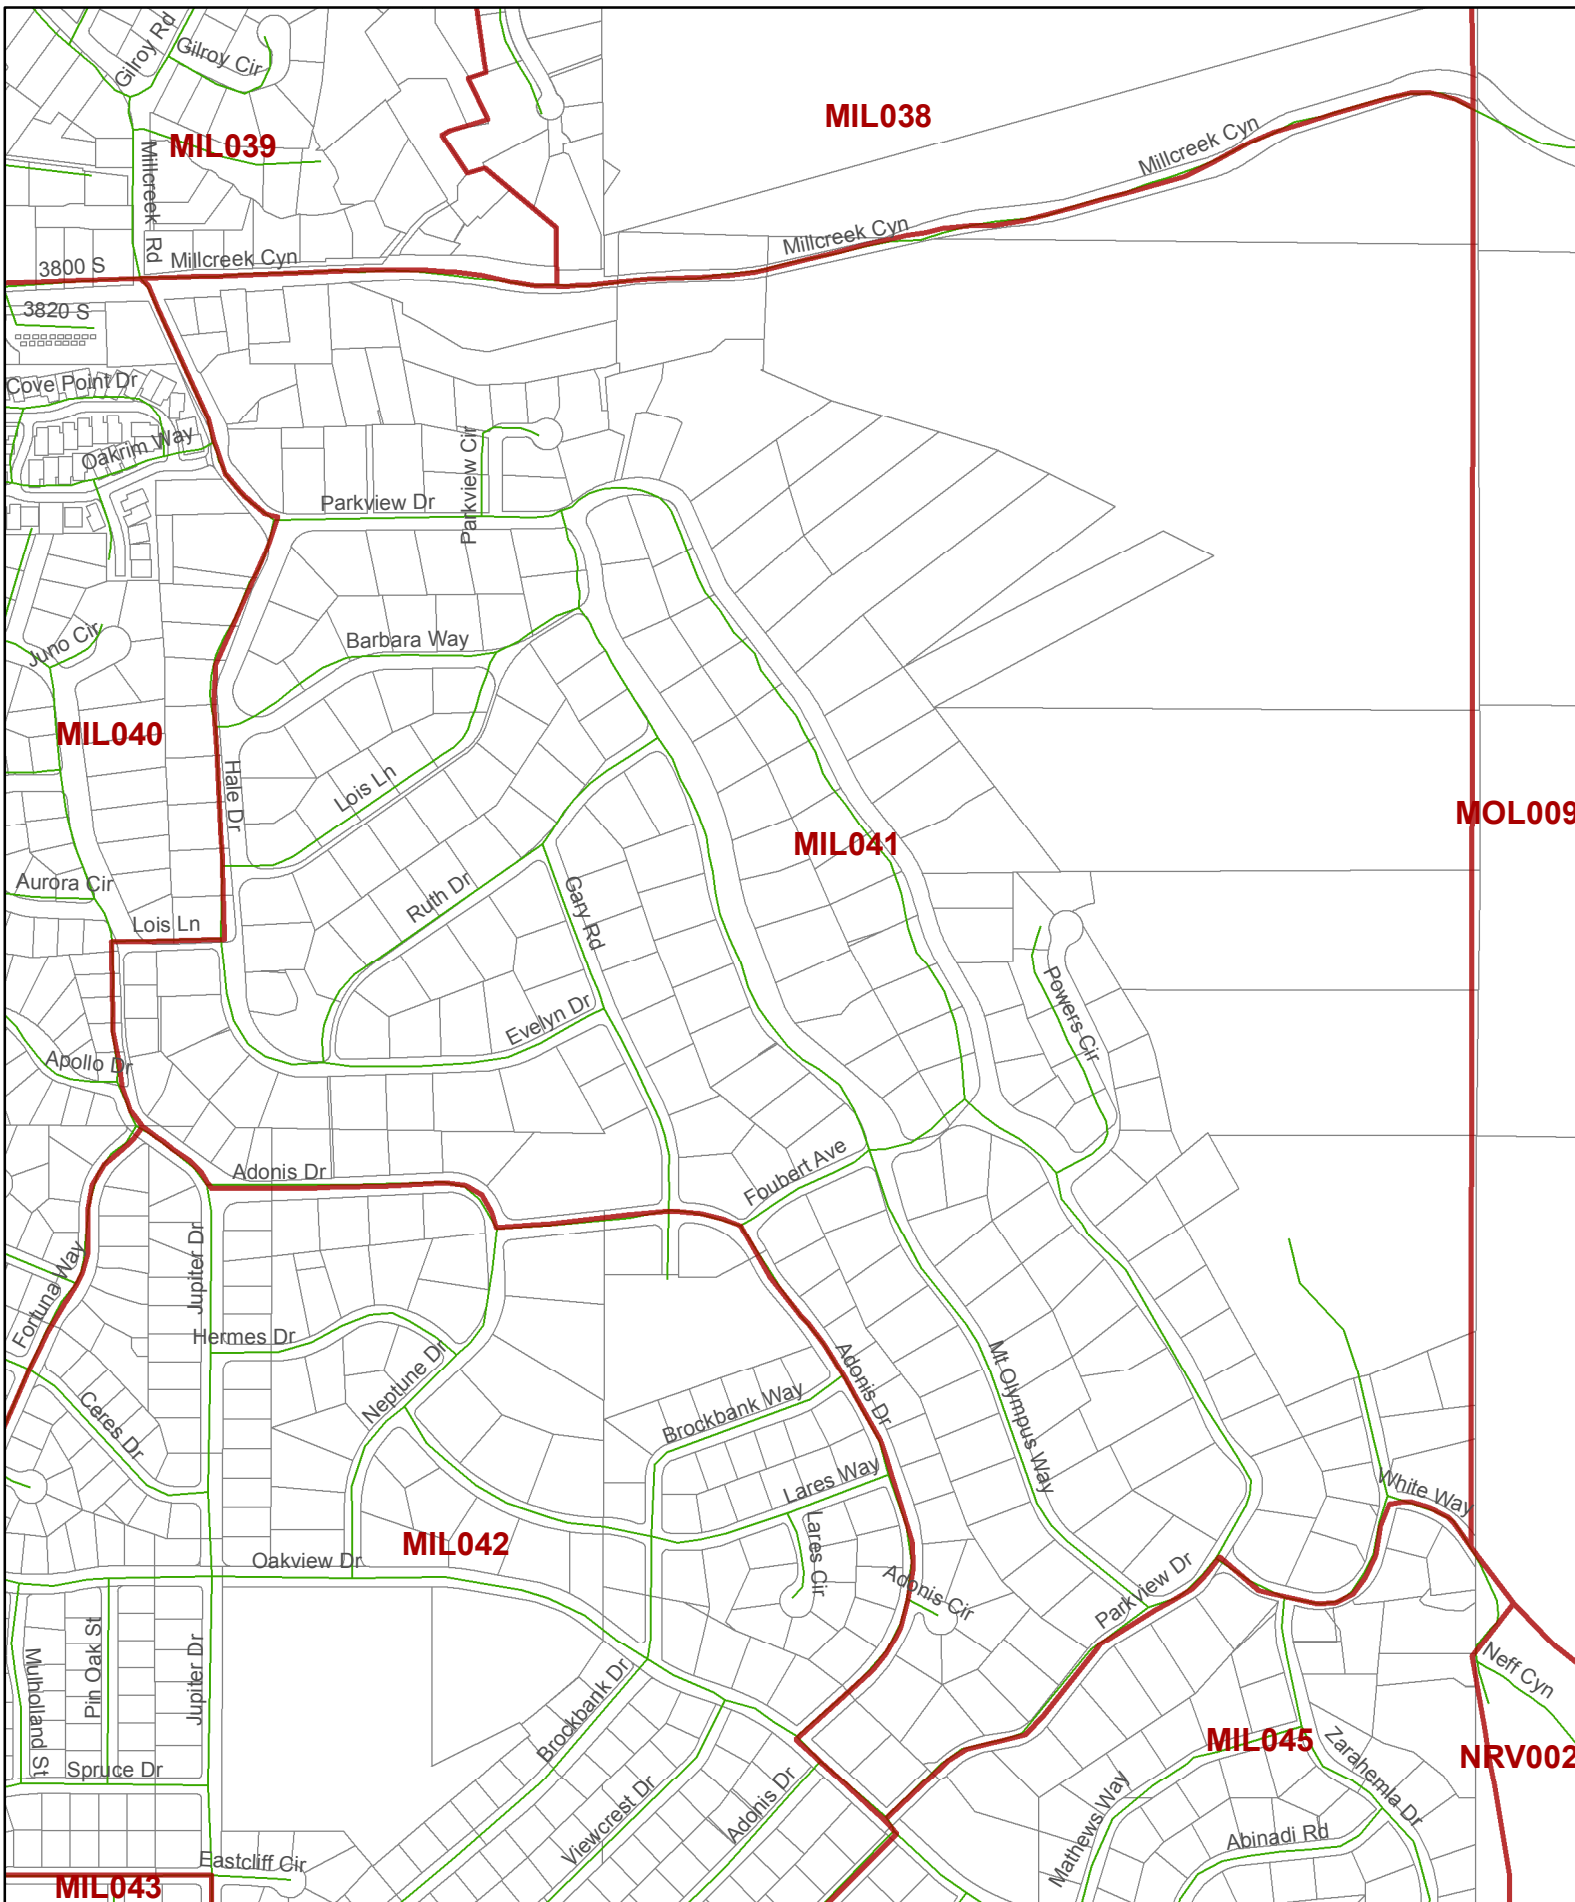 Gilroy Rd
Gilroy Cir
MIL038
MIL039
Millcreek Rd
Millcreek Cyn
Millcreek Cyn
Millcreek Cyn
3800 S
3820 S
Cove Point Dr
Oakrim Way
Parkview Cir
Parkview Dr
Juno Cir
Barbara Way
MIL040
Hale Dr
Lois Ln
MOL009
MIL041
Aurora Cir
Ruth Dr
Gary Rd
Lois Ln
Powers Cir
Evelyn Dr
Apollo Dr
Adonis Dr
Foubert Ave
Jupiter Dr
Fortuna Way
Hermes Dr
Neptune Dr
Adonis Dr
Mt Olympus Way
Ceres Dr
Brockbank Way
Lares Way
White Way
MIL042
Lares Cir
Oakview Dr
Adonis Cir
Parkview Dr
Mulholland St
Pin Oak St
Jupiter Dr
Neff Cyn
Brockbank Dr
MIL045
Zarahemla Dr
NRV002
Spruce Dr
Viewcrest Dr
Adonis Dr
Mathews Way
Abinadi Rd
Eastcliff Cir
MIL043